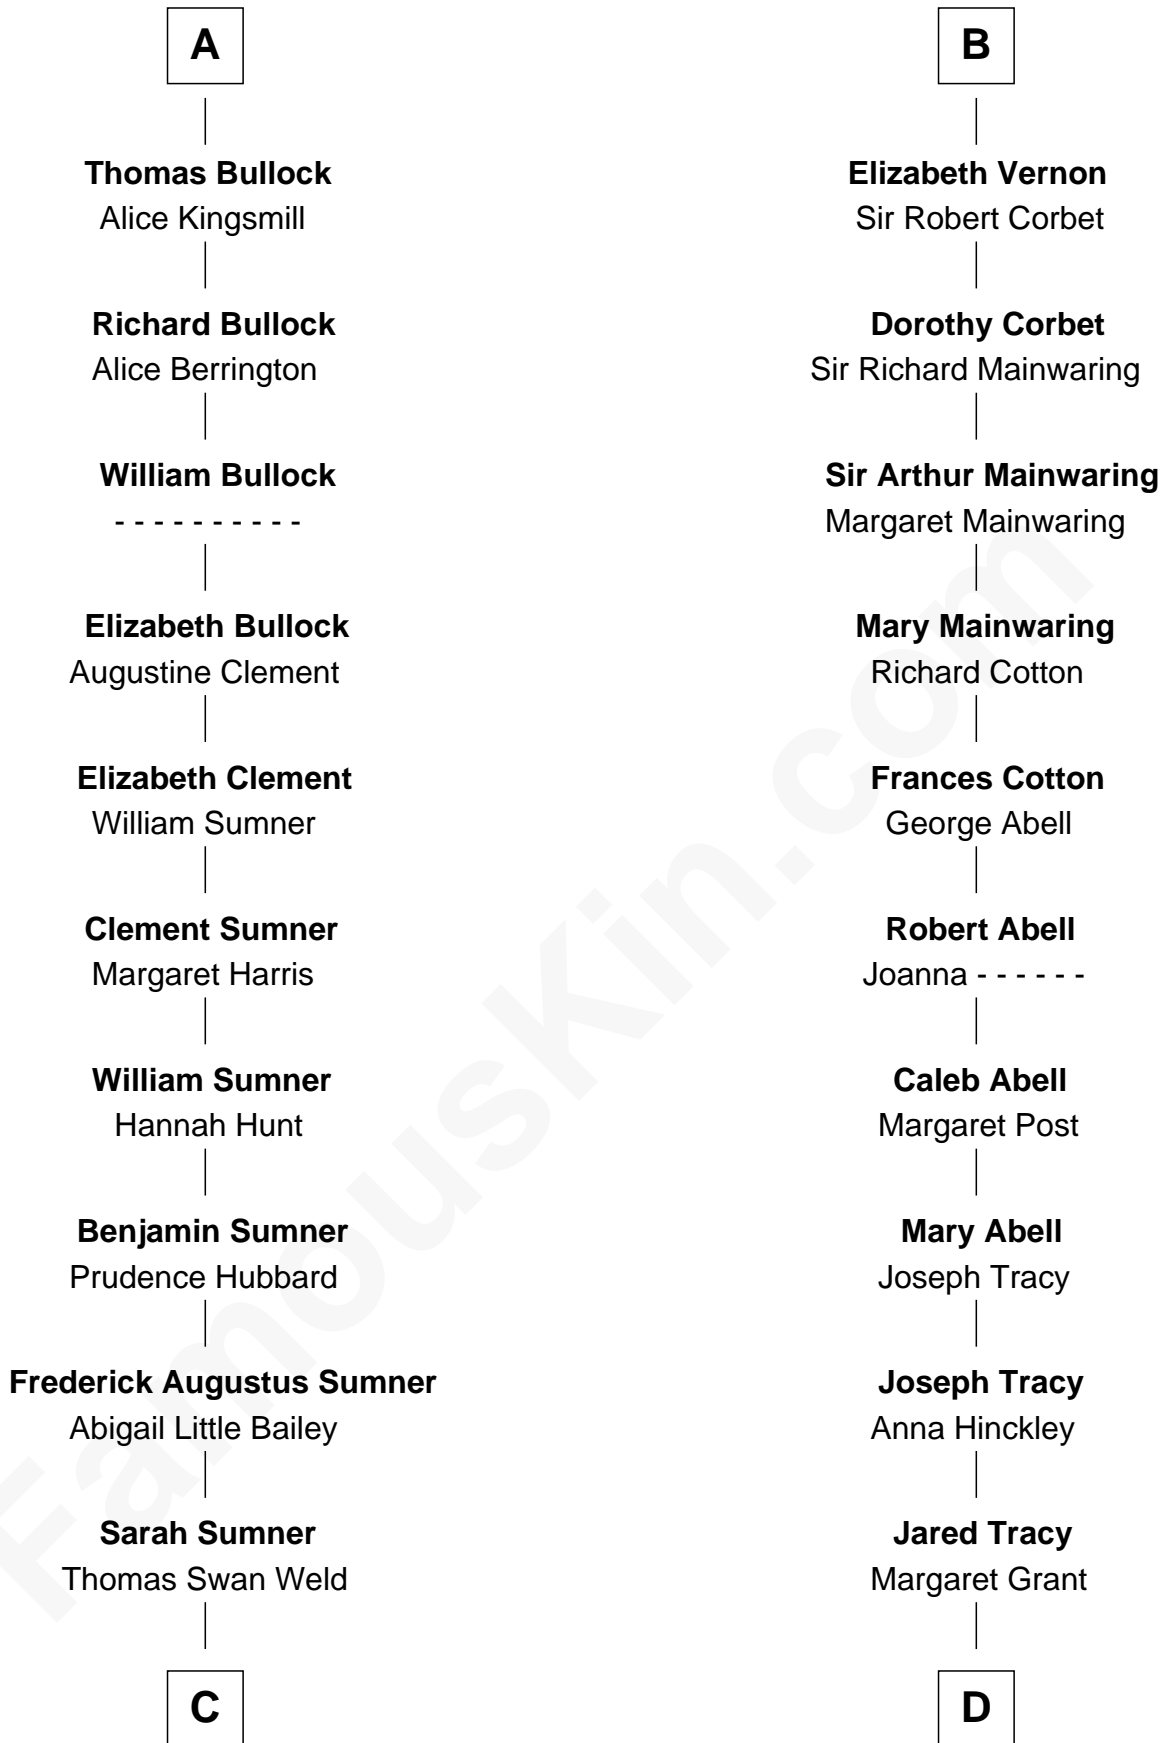 A
B
Thomas Bullock
Alice Kingsmill
Elizabeth Vernon
Sir Robert Corbet
Richard Bullock
Alice Berrington
Dorothy Corbet
Sir Richard Mainwaring
William Bullock
- - - - - - - - - -
Sir Arthur Mainwaring
Margaret Mainwaring
Elizabeth Bullock
Augustine Clement
Mary Mainwaring
Richard Cotton
Elizabeth Clement
William Sumner
Frances Cotton
George Abell
Clement Sumner
Margaret Harris
Robert Abell
Joanna - - - - - -
William Sumner
Hannah Hunt
Caleb Abell
Margaret Post
Benjamin Sumner
Prudence Hubbard
Mary Abell
Joseph Tracy
Frederick Augustus Sumner
Abigail Little Bailey
Joseph Tracy
Anna Hinckley
Sarah Sumner
Thomas Swan Weld
Jared Tracy
Margaret Grant
C
D
FamousKin.com